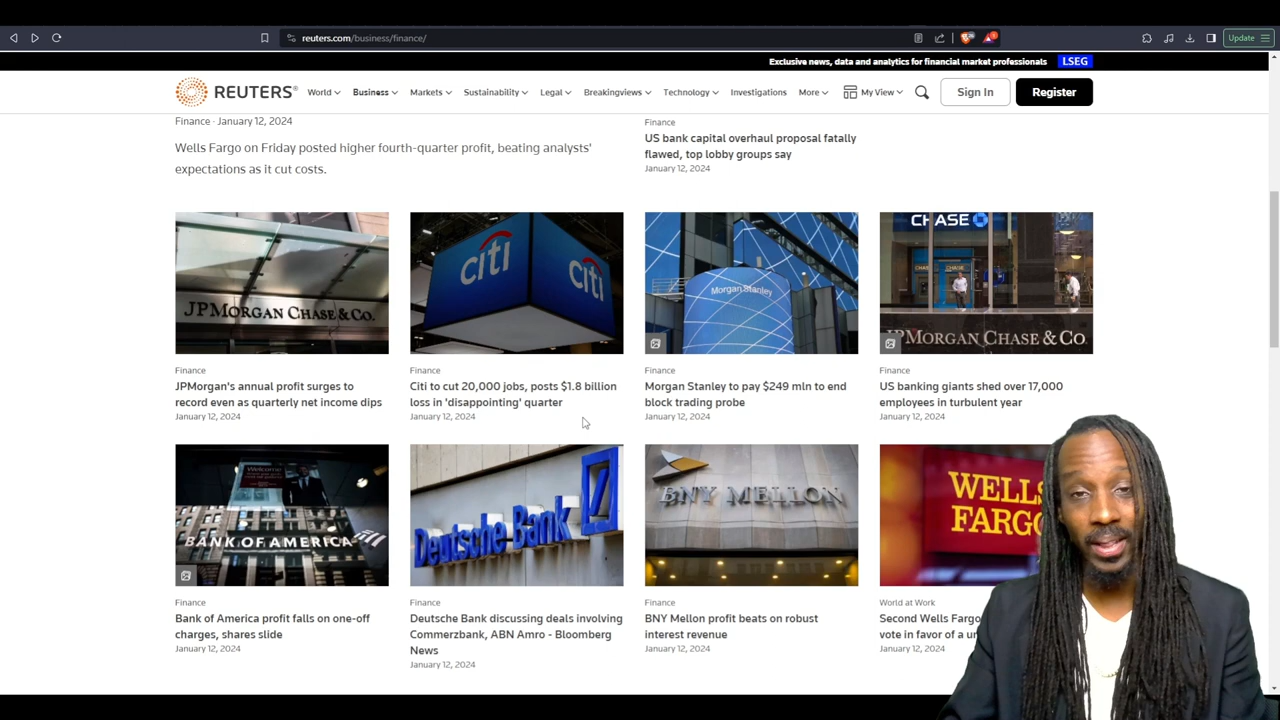 reuters.com/business/finance/
Update
Exclusive news, data and analytics for financial market professionals
LSEG
REUTERS
World
Business
Markets
Sustainability
Legal
Breakingviews
Technology
Investigations
More
My View
Sign In
Register
Finance · January 12, 2024
Wells Fargo on Friday posted higher fourth-quarter profit, beating analysts'
expectations as it cut costs.
Finance
US bank capital overhaul proposal fatally
flawed, top lobby groups say
January 12, 2024
JPMORGAN CHASE & CO.
citi
citi
Morgan Stanley
CHASE
CHASE
CHASE
JPMORGAN CHASE & CO.
Finance
JPMorgan's annual profit surges to
record even as quarterly net income dips
January 12, 2024
Finance
Citi to cut 20,000 jobs, posts $1.8 billion
loss in 'disappointing' quarter
January 12, 2024
Finance
Morgan Stanley to pay $249 mln to end
block trading probe
January 12, 2024
Finance
US banking giants shed over 17,000
employees in turbulent year
January 12, 2024
Welcome
BANK OF AMERICA
Deutsche Bank
BNY MELLON
WELLS
FARGO
Finance
Bank of America profit falls on one-off
charges, shares slide
January 12, 2024
Finance
Deutsche Bank discussing deals involving
Commerzbank, ABN Amro - Bloomberg
News
January 12, 2024
Finance
BNY Mellon profit beats on robust
interest revenue
January 12, 2024
World at Work
Second Wells Fargo
vote in favor of a
January 12, 2024